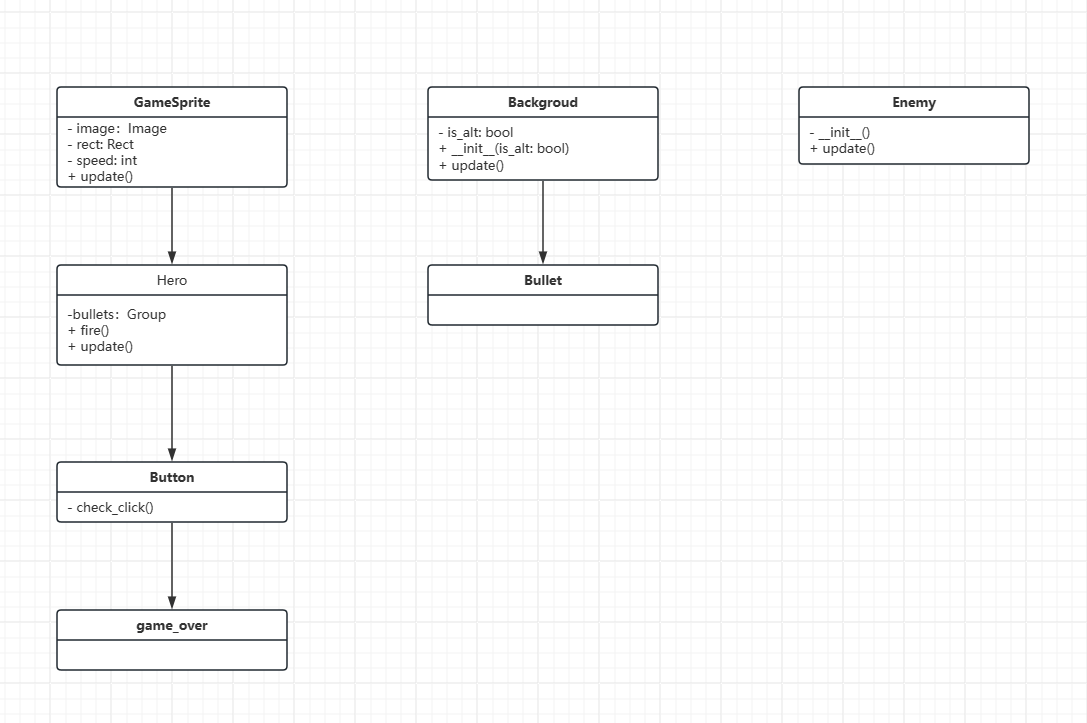 GameSprite
- image：Image
- rect: Rect
- speed: int
+ update()
Backgroud
- is_alt: bool
+ __init__(is_alt: bool)
+ update()
Enemy
- __init__()
+ update()
Hero
-bullets：Group
+ fire()
+ update()
Bullet
Button
- check_click()
game_over